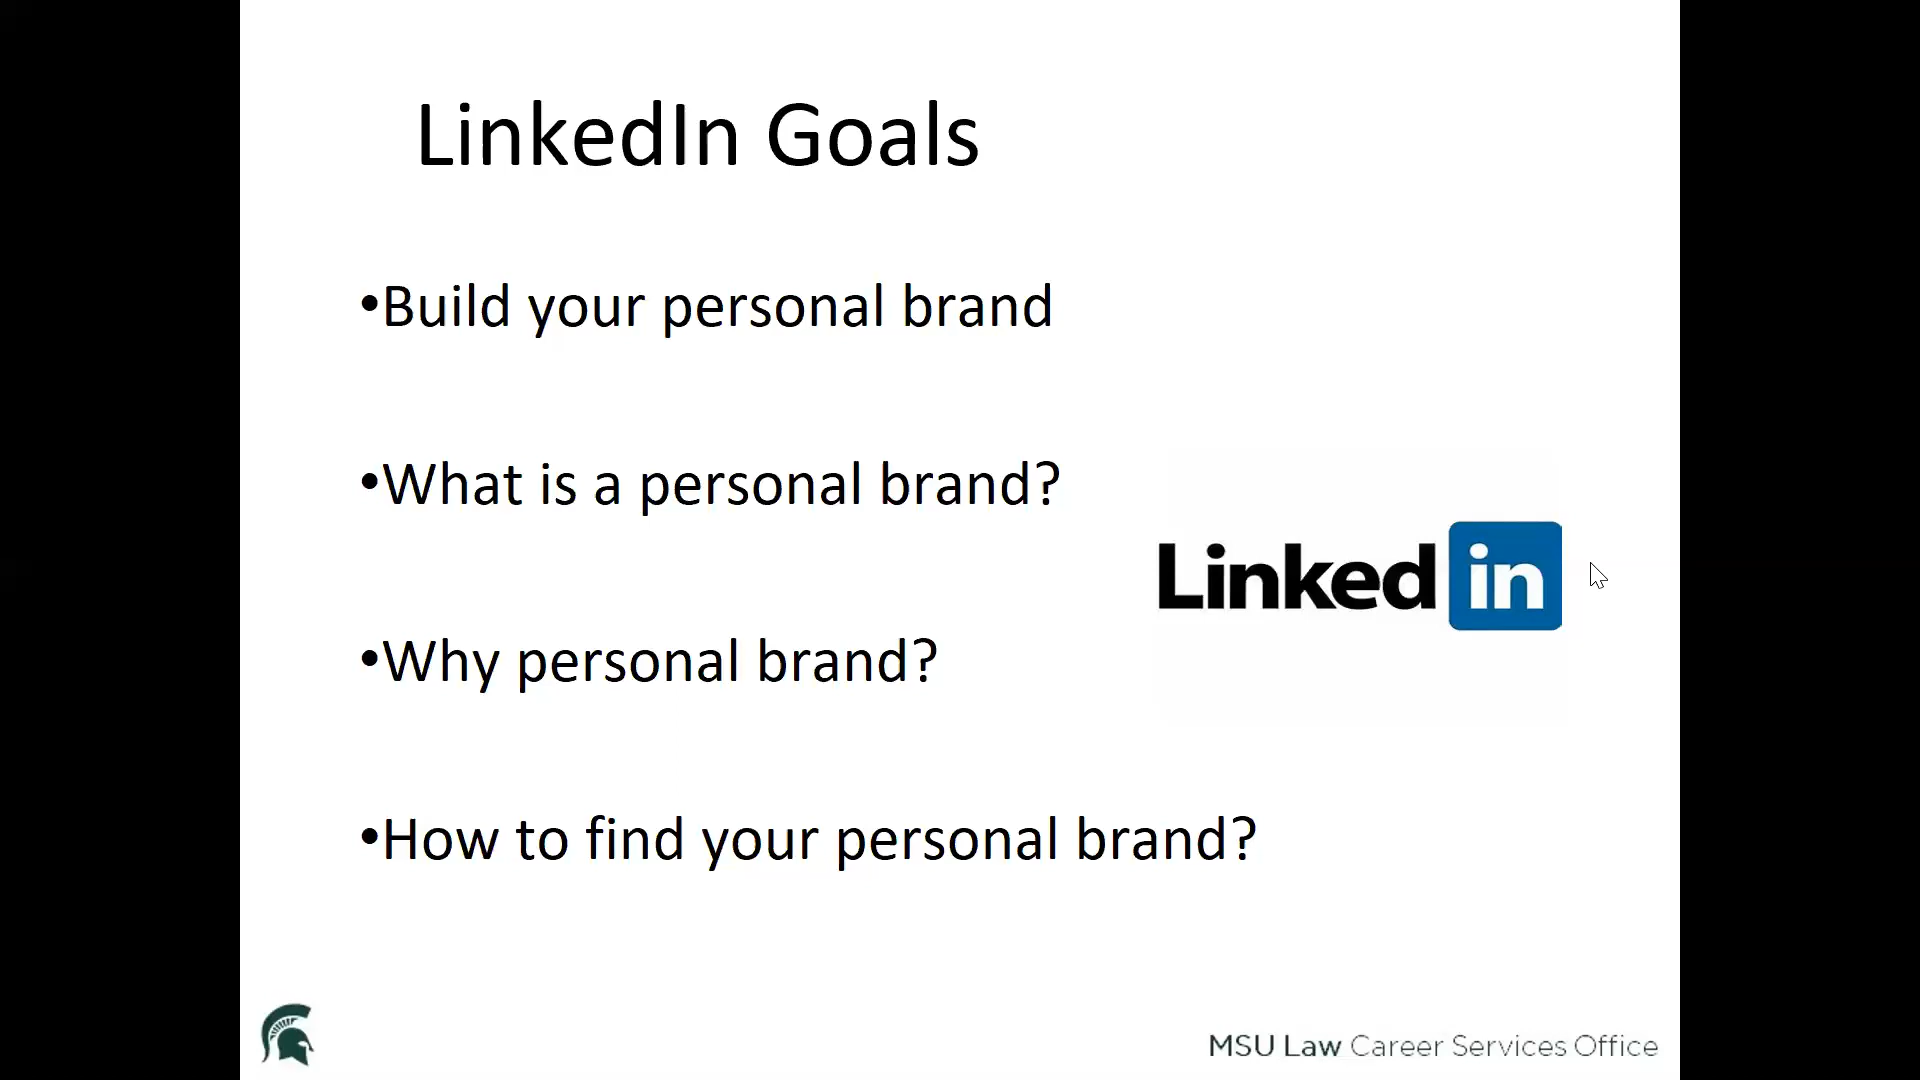 LinkedIn Goals
•Build your personal brand
•What is a personal brand?
Linked in
•Why personal brand?
•How to find your personal brand?
MSU Law Career Services Office